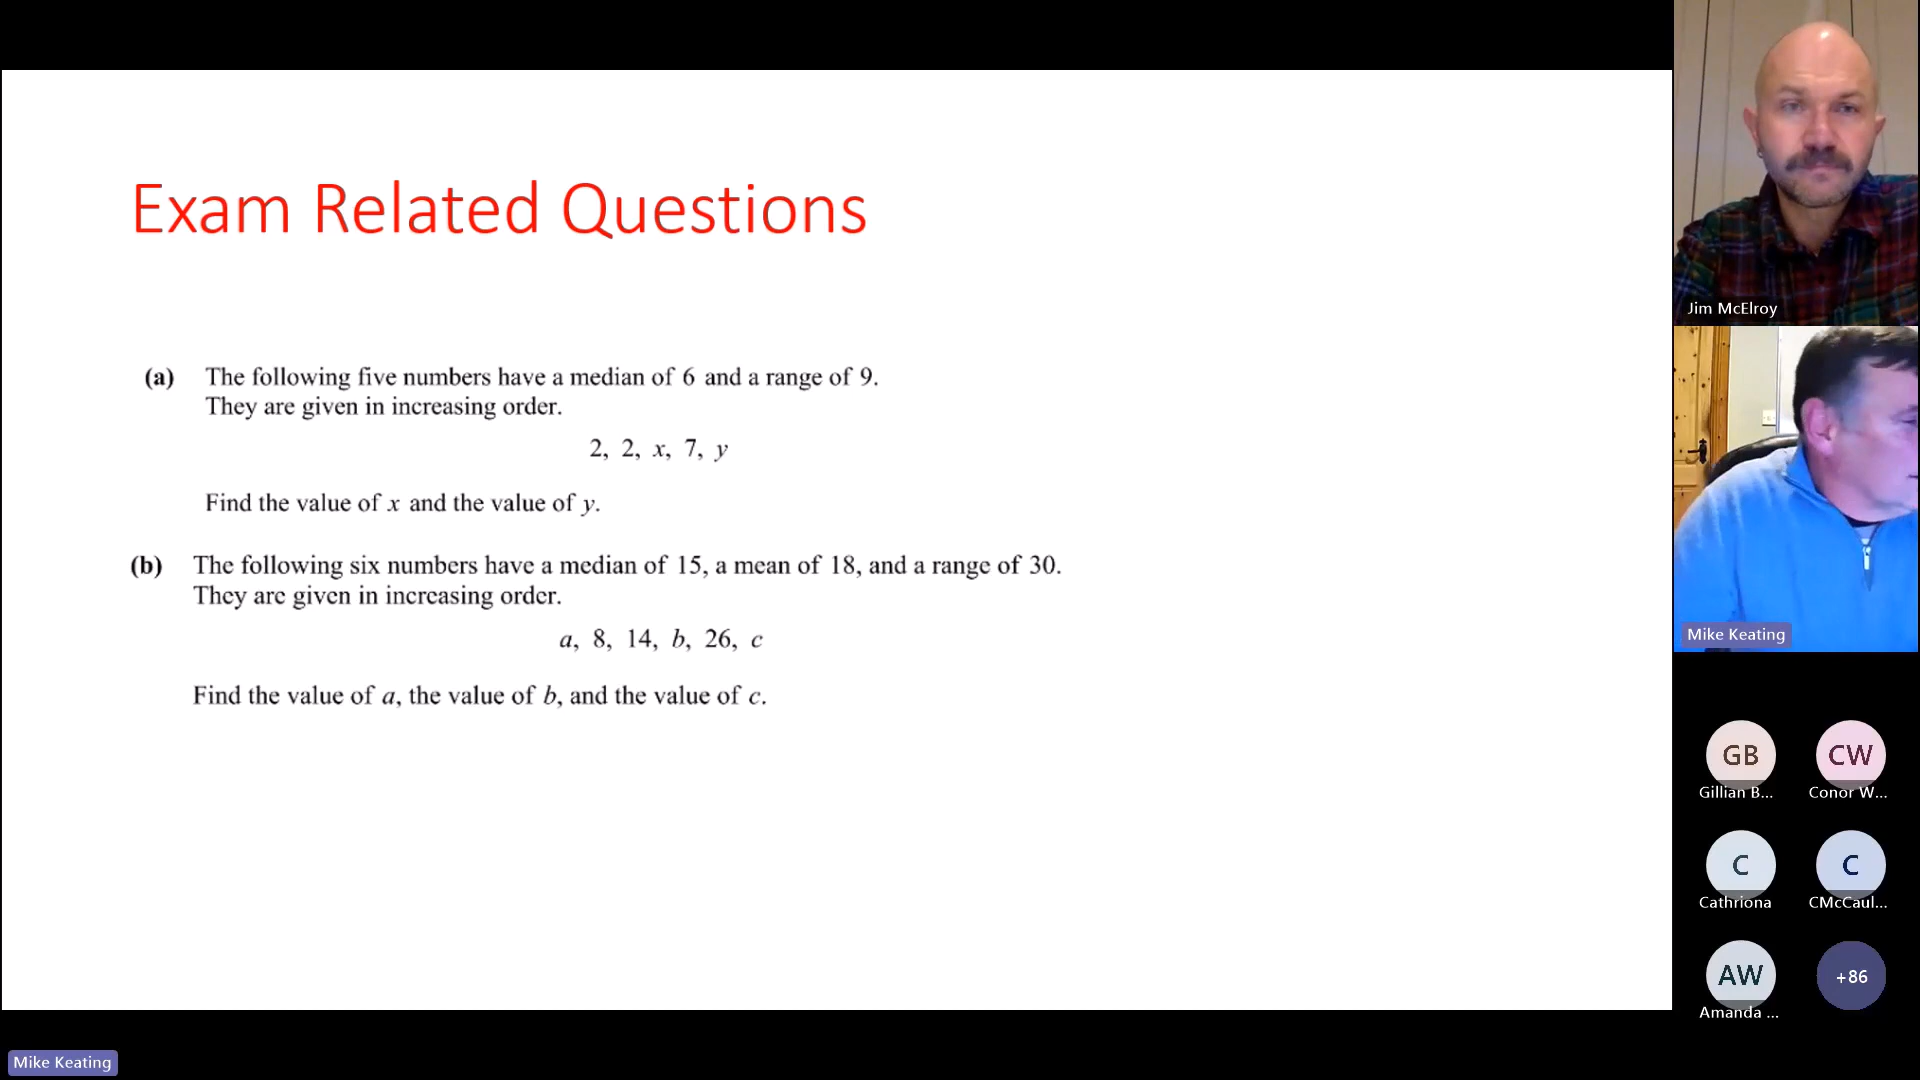 Exam Related Questions
(a) The following five numbers have a median of 6 and a range of 9.
They are given in increasing order.
2, 2, x, 7, y
Find the value of x and the value of y.
(b) The following six numbers have a median of 15, a mean of 18, and a range of 30.
They are given in increasing order.
a, 8, 14, b, 26, c
Find the value of a, the value of b, and the value of c.
Jim McElroy
Mike Keating
GB CW
Gillian B... Conor W...
C C
Cathriona CMcCaul...
AW +86
Amanda ...
Mike Keating